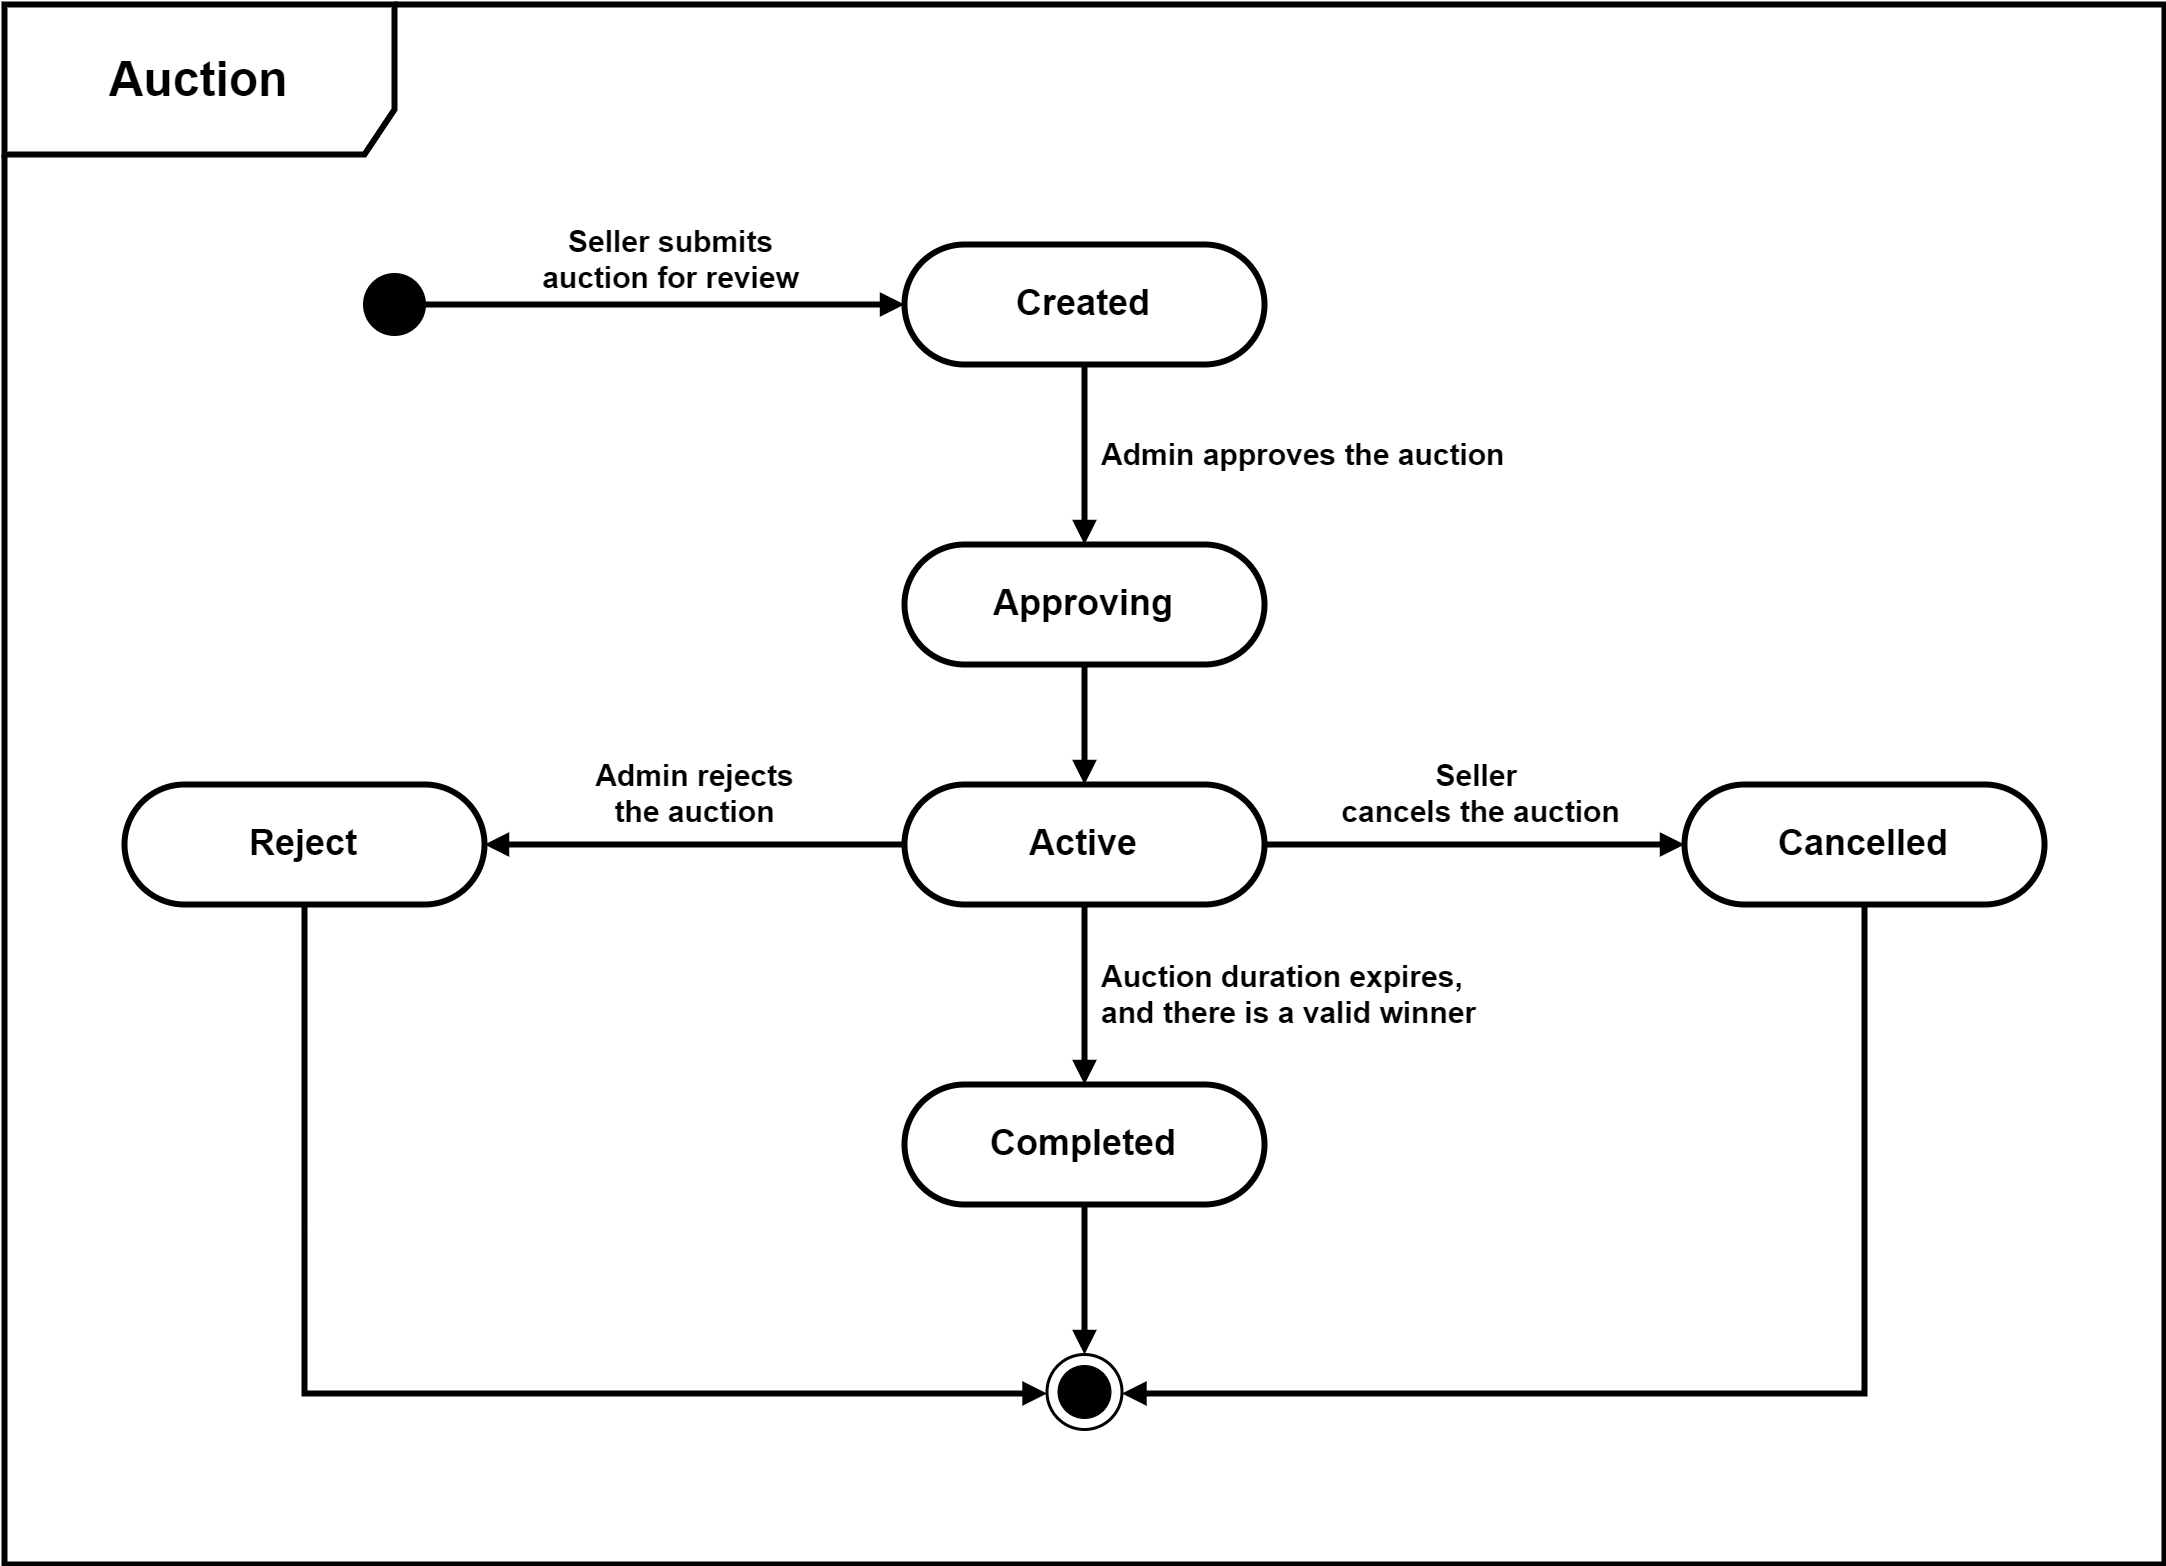 Auction
Seller submits
auction for review
Created
Admin approves the auction
Approving
Admin rejects
the auction
Seller
cancels the auction
Reject
Active
Cancelled
Auction duration expires,
and there is a valid winner
Completed